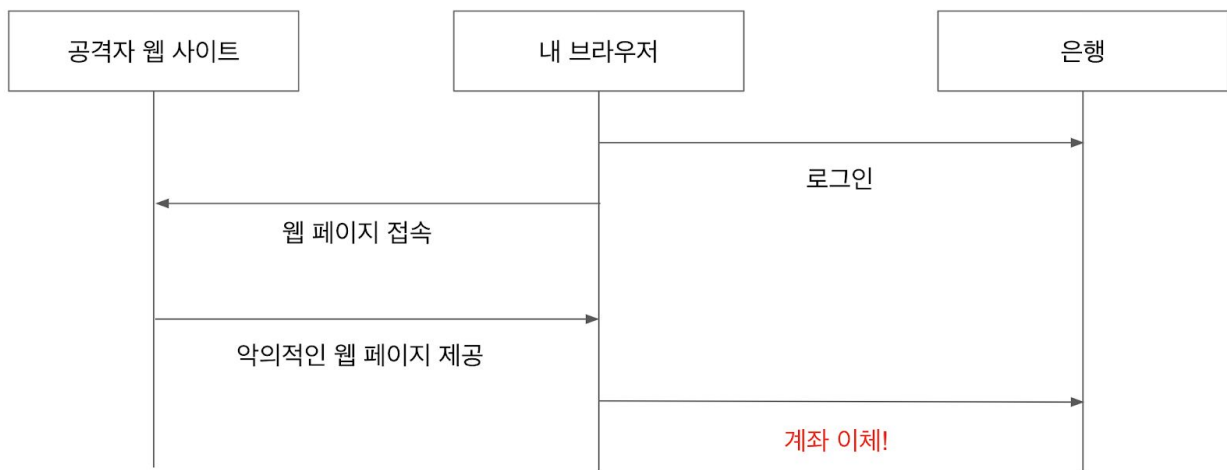 공격자 웹 사이트
내 브라우저
은행
로그인
웹 페이지 접속
악의적인 웹 페이지 제공
계좌 이체!